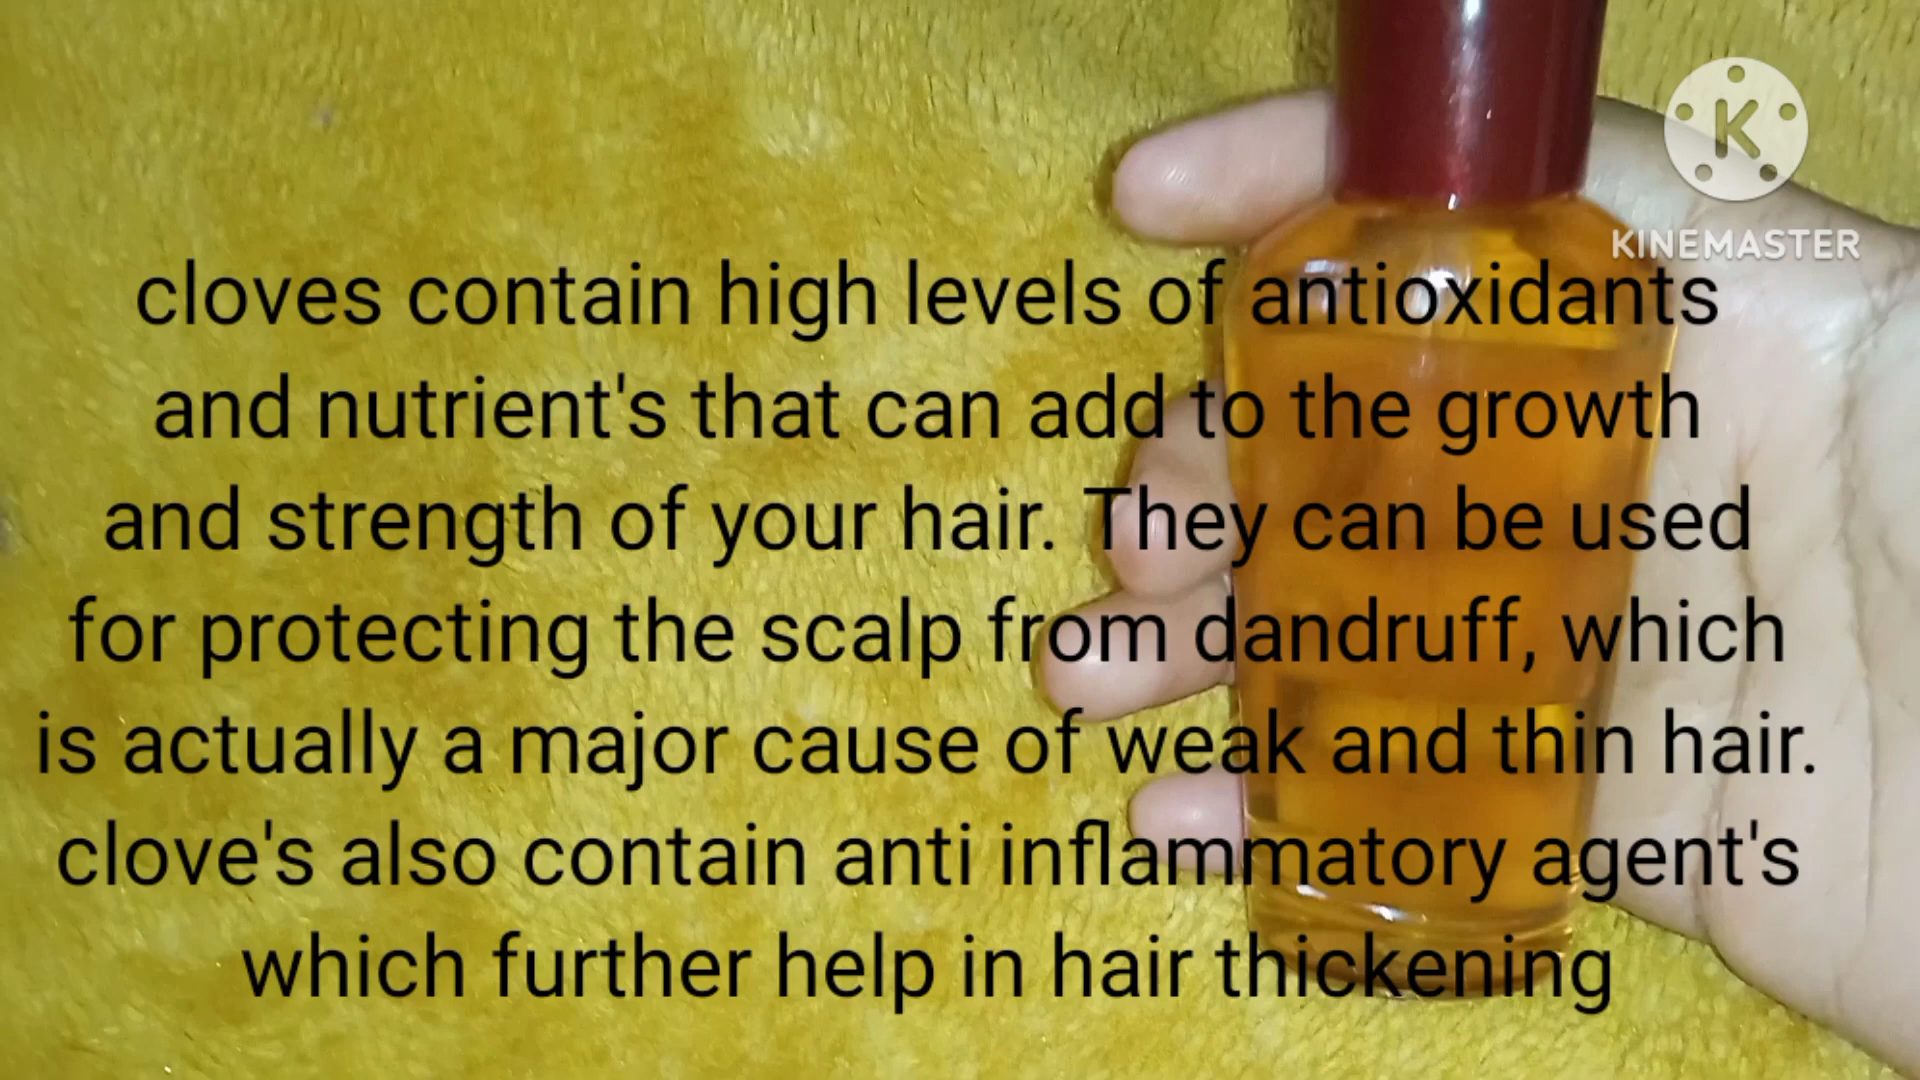 K
KINEMASTER
cloves contain high levels of antioxidants
and nutrient's that can add to the growth
and strength of your hair. They can be used
for protecting the scalp from dandruff, which
is actually a major cause of weak and thin hair.
clove's also contain anti inflammatory agent's
which further help in hair thickening